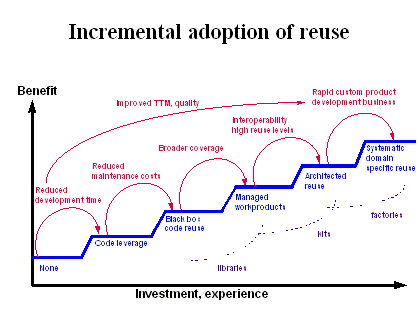 Incremental adoption of reuse
Benefit
Rapid custom product
development business
Improved TTM, quality
Interoperability
high reuse levels
Broader coverage
Systematic
domain
specific reuse
Reduced
maintenance costs
Architected
reuse
Reduced
development time
Managed
workproducts
factories
Black box
code reuse
kits
Code leverage
None
libraries
Investment, experience